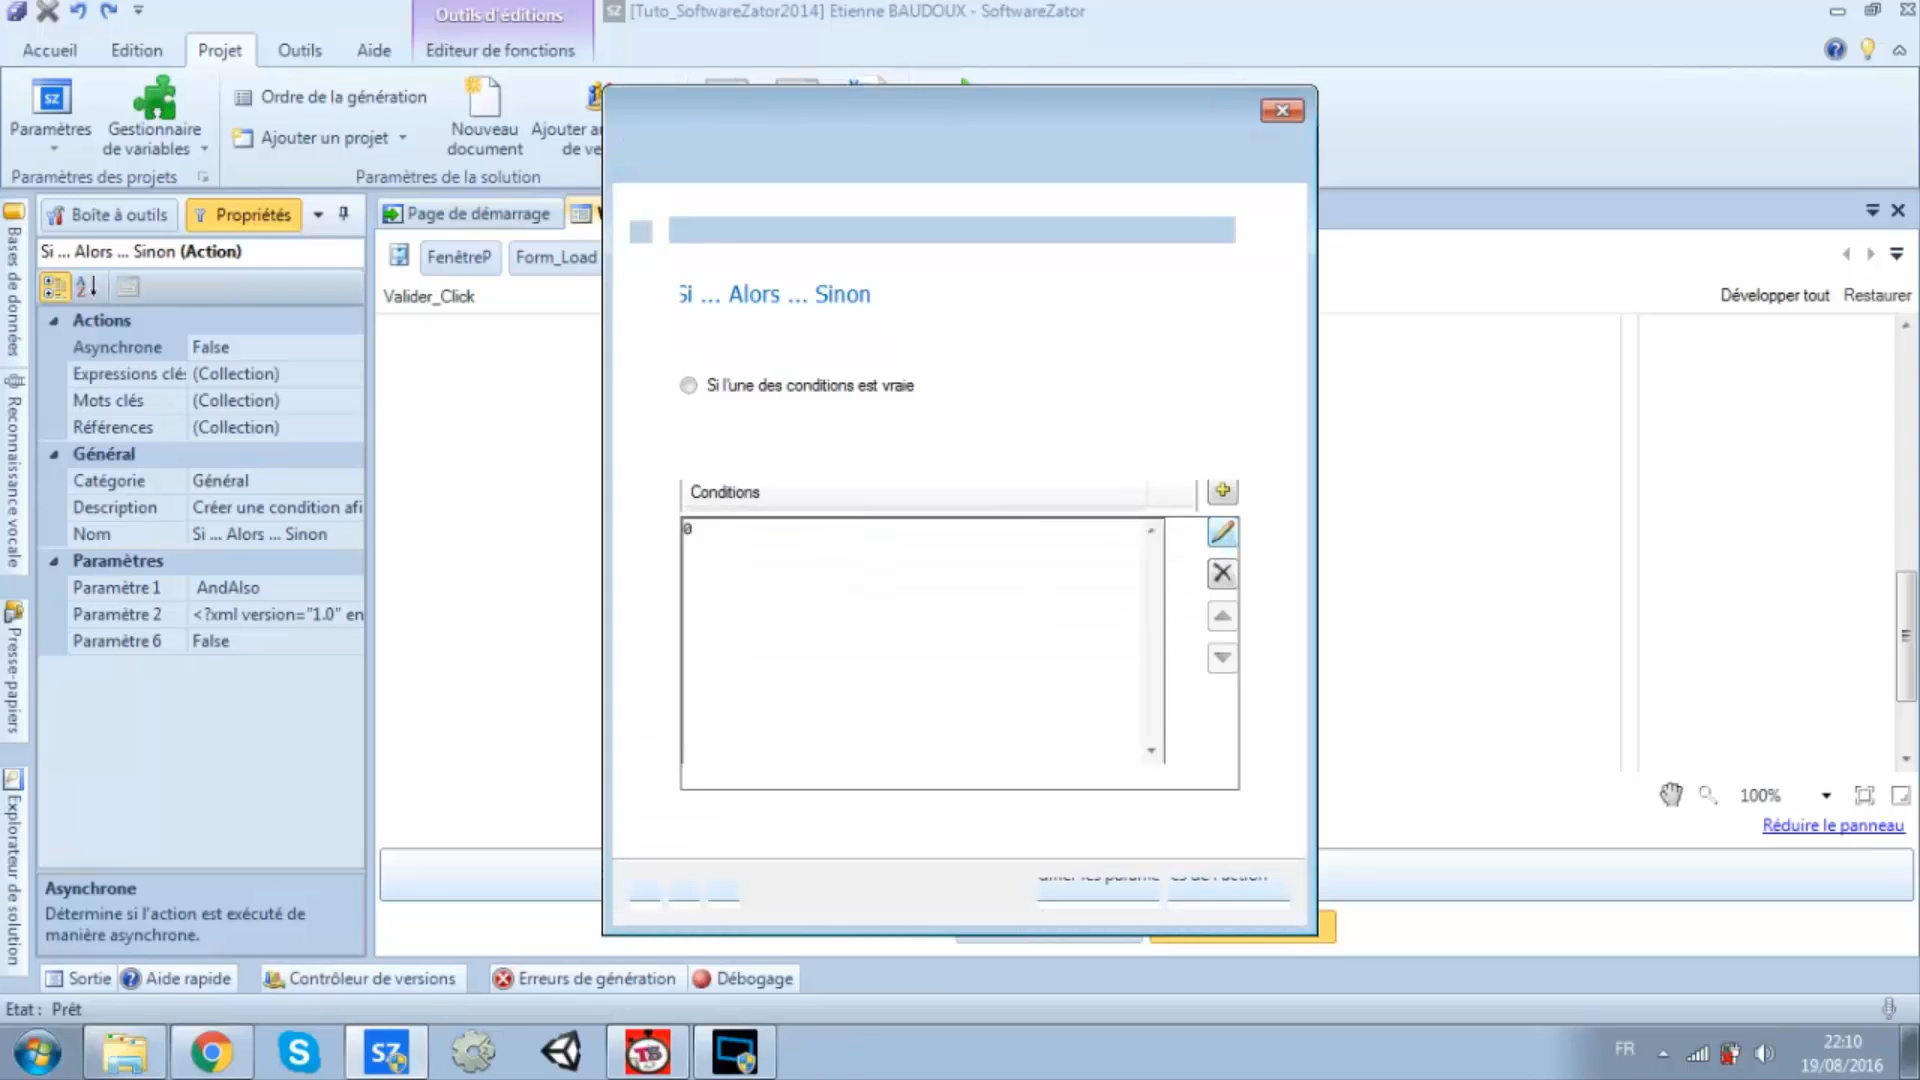 Outils d'éditions
[Tuto_SoftwareZator2014] Etienne BAUDOUX - SoftwareZator
Accueil Edition Projet Outils Aide Editeur de fonctions
Paramètres
Gestionnaire de variables
Ordre de la génération
Ajouter un projet
Nouveau document
Ajouter au
de ve
Paramètres des projets
Paramètres de la solution
Bases de données
Reconnaissance vocale
Presse-papiers
Explorateur de solution
Boîte à outils Propriétés
Si ... Alors ... Sinon (Action)
Actions
Asynchrone False
Expressions clé (Collection)
Mots clés (Collection)
Références (Collection)
Général
Catégorie Général
Description Créer une condition afi
Nom Si ... Alors ... Sinon
Paramètres
Paramètre 1 AndAlso
Paramètre 2 <?xml version="1.0" en
Paramètre 6 False
Asynchrone
Détermine si l'action est exécuté de
manière asynchrone.
Page de démarrage
FenêtreP Form_Load
Valider_Click
Développer tout Restaurer
Si ... Alors ... Sinon
Si l'une des conditions est vraie
Conditions
0
100%
Réduire le panneau
Sortie Aide rapide Contrôleur de versions Erreurs de génération Débogage
Etat : Prêt
SZ
FR
22:10
19/08/2016